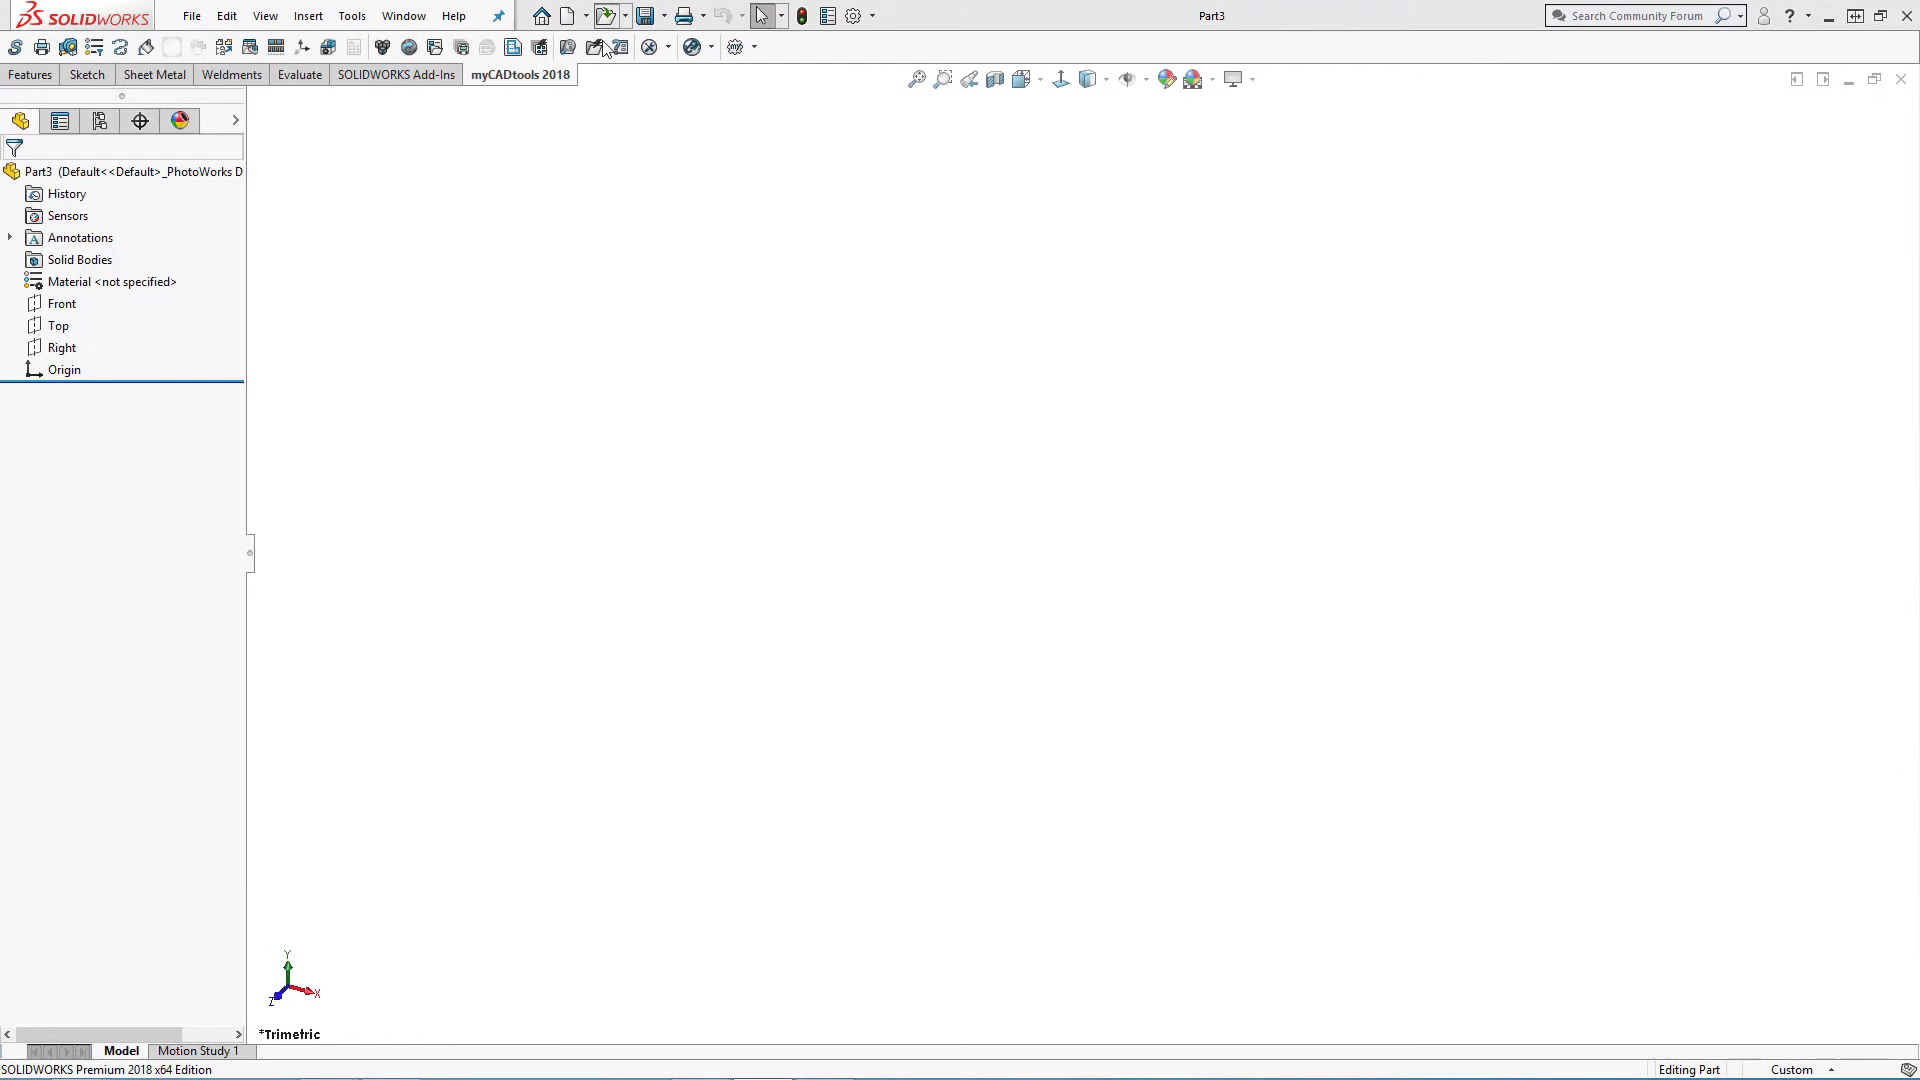 SOLIDWORKS File Edit View Insert Tools Window Help Part3 Search Community Forum
Features Sketch Sheet Metal Weldments Evaluate SOLIDWORKS Add-Ins myCADtools 2018
Part3 (Default<<Default>_PhotoWorks D
History
Sensors
Annotations
Solid Bodies
Material <not specified>
Front
Top
Right
Origin
Y
X
Z
*Trimetric
Model Motion Study 1
SOLIDWORKS Premium 2018 x64 Edition Editing Part Custom